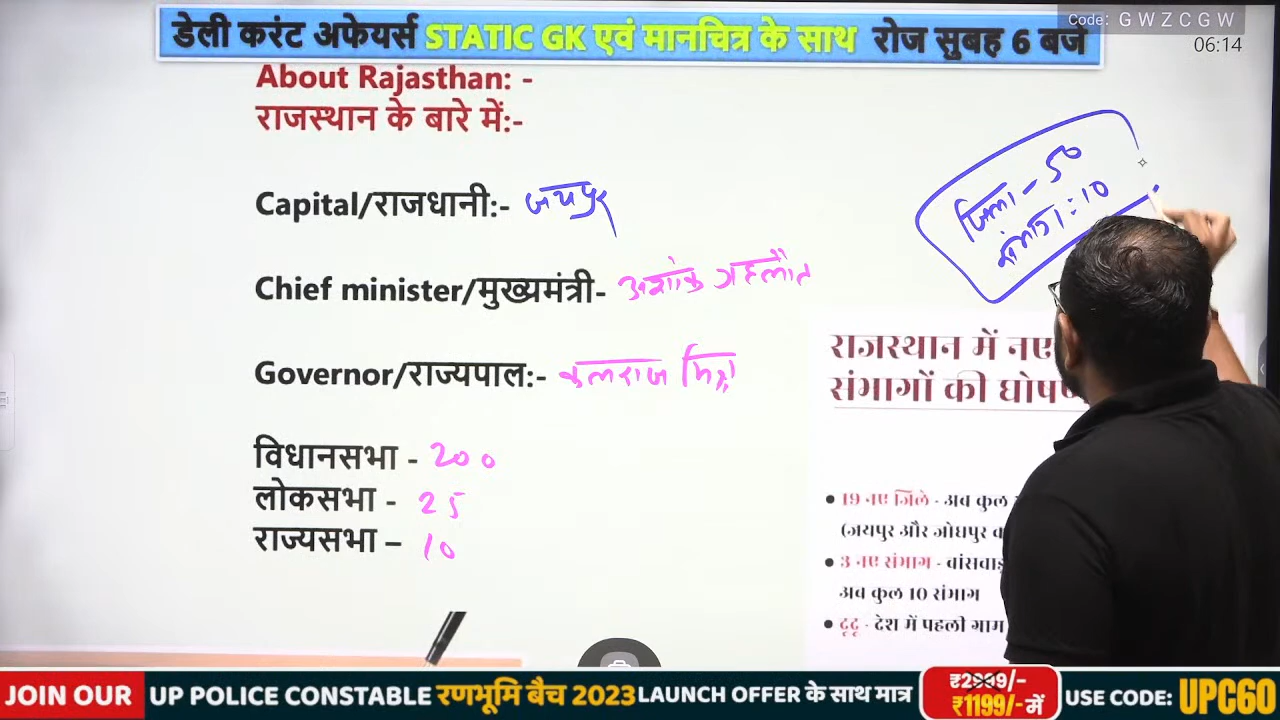 डेली करंट अफेयर्स STATIC GK एवं मानचित्र के साथ रोज सुबह 6 बजे
Code: G W Z C G W
06:14
About Rajasthan: -
राजस्थान के बारे में:-
जिला - 50
संभाग : 10
Capital/राजधानी:- जयपुर
Chief minister/मुख्यमंत्री- अशोक गहलौत
राजस्थान में नए
संभागों की घोष
Governor/राज्यपाल:- कलराज मिश्र
विधानसभा - 200
लोकसभा - 25
राज्यसभा – 10
• 19 नए जिले - अब कुल
(जयपुर और जोधपुर
• 3 नए संभाग - बांसवाड़
अब कुल 10 संभाग
• दूदू - देश में पहली ग्राम
JOIN OUR UP POLICE CONSTABLE रणभूमि बैच 2023 LAUNCH OFFER के साथ मात्र ₹2999/- ₹1199/- में USE CODE: UPC60